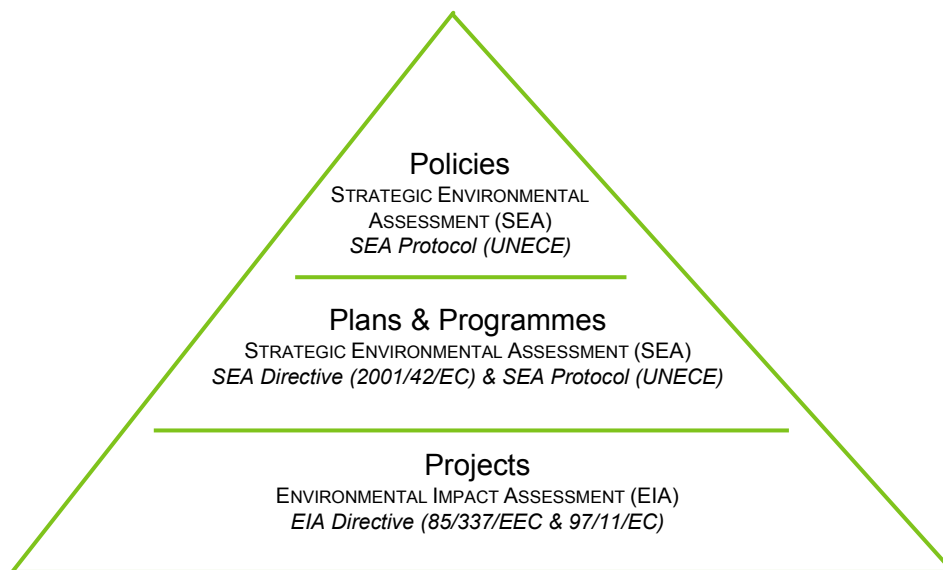 Policies
STRATEGIC ENVIRONMENTAL
ASSESSMENT (SEA)
SEA Protocol (UNECE)
Plans & Programmes
STRATEGIC ENVIRONMENTAL ASSESSMENT (SEA)
SEA Directive (2001/42/EC) & SEA Protocol (UNECE)
Projects
ENVIRONMENTAL IMPACT ASSESSMENT (EIA)
EIA Directive (85/337/EEC & 97/11/EC)